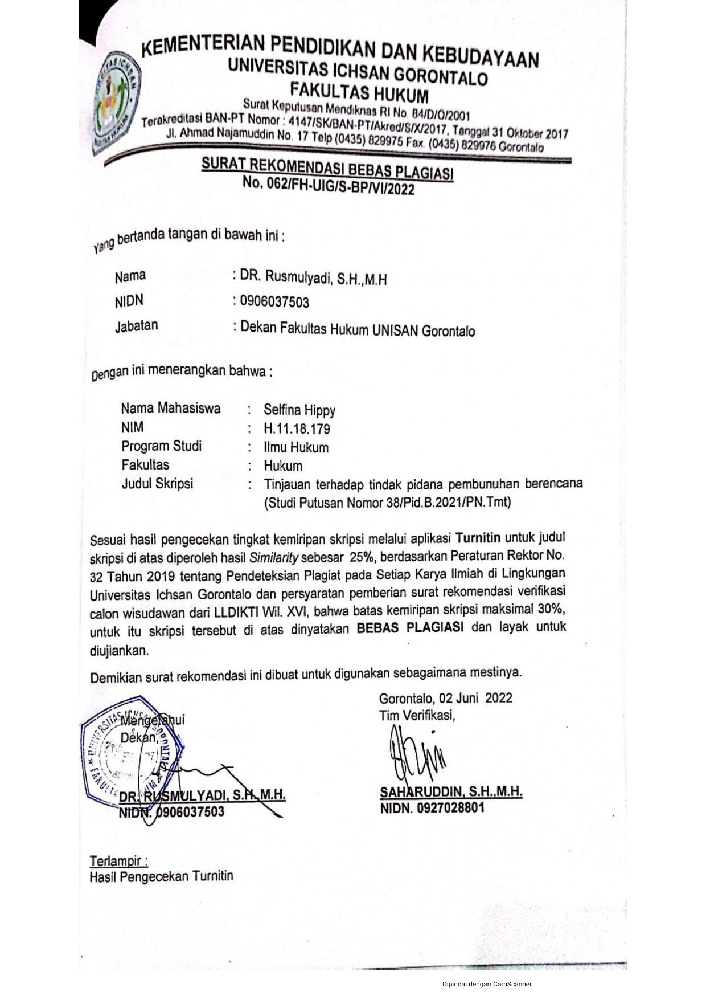 KEMENTERIAN PENDIDIKAN DAN KEBUDAYAAN
UNIVERSITAS ICHSAN GORONTALO
FAKULTAS HUKUM
Surat Keputusan Mendiknas RI No. 84/D/O/2001
Terakreditasi BAN-PT Nomor : 4147/SK/BAN-PT/Akred/S/X/2017, Tanggal 31 Oktober 2017
Jl. Ahmad Najamuddin No. 17 Telp (0435) 829975 Fax. (0435) 829976 Gorontalo
SURAT REKOMENDASI BEBAS PLAGIASI
No. 062/FH-UIG/S-BP/VI/2022
Yang bertanda tangan di bawah ini :
Nama : DR. Rusmulyadi, S.H.,M.H
NIDN : 0906037503
Jabatan : Dekan Fakultas Hukum UNISAN Gorontalo
Dengan ini menerangkan bahwa :
Nama Mahasiswa : Selfina Hippy
NIM : H.11.18.179
Program Studi : Ilmu Hukum
Fakultas : Hukum
Judul Skripsi : Tinjauan terhadap tindak pidana pembunuhan berencana
(Studi Putusan Nomor 38/Pid.B.2021/PN.Tmt)
Sesuai hasil pengecekan tingkat kemiripan skripsi melalui aplikasi Turnitin untuk judul
skripsi di atas diperoleh hasil Similarity sebesar 25%, berdasarkan Peraturan Rektor No.
32 Tahun 2019 tentang Pendeteksian Plagiat pada Setiap Karya Ilmiah di Lingkungan
Universitas Ichsan Gorontalo dan persyaratan pemberian surat rekomendasi verifikasi
calon wisudawan dari LLDIKTI Wil. XVI, bahwa batas kemiripan skripsi maksimal 30%,
untuk itu skripsi tersebut di atas dinyatakan BEBAS PLAGIASI dan layak untuk
diujiankan.
Demikian surat rekomendasi ini dibuat untuk digunakan sebagaimana mestinya.
Gorontalo, 02 Juni 2022
Tim Verifikasi,
Mengetahui
Dekan,
DR. RUSMULYADI, S.H.,M.H.
NIDN. 0906037503
SAHARUDDIN, S.H.,M.H.
NIDN. 0927028801
Terlampir :
Hasil Pengecekan Turnitin
Dipindai dengan CamScanner